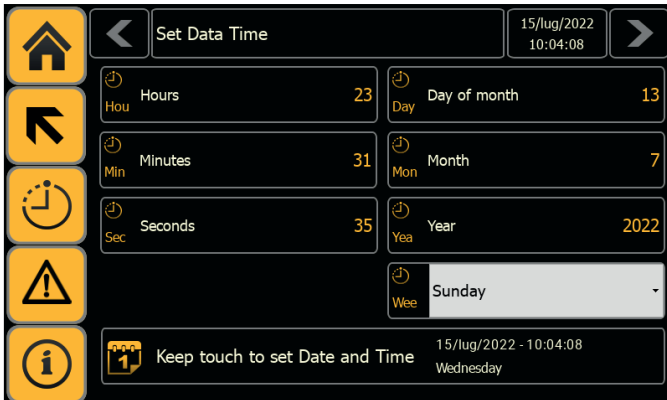 Set Data Time
15/lug/2022
10:04:08
Hou Hours 23
Day Day of month 13
Min Minutes 31
Mon Month 7
Sec Seconds 35
Yea Year 2022
Wee Sunday
1 Keep touch to set Date and Time
15/lug/2022 - 10:04:08
Wednesday